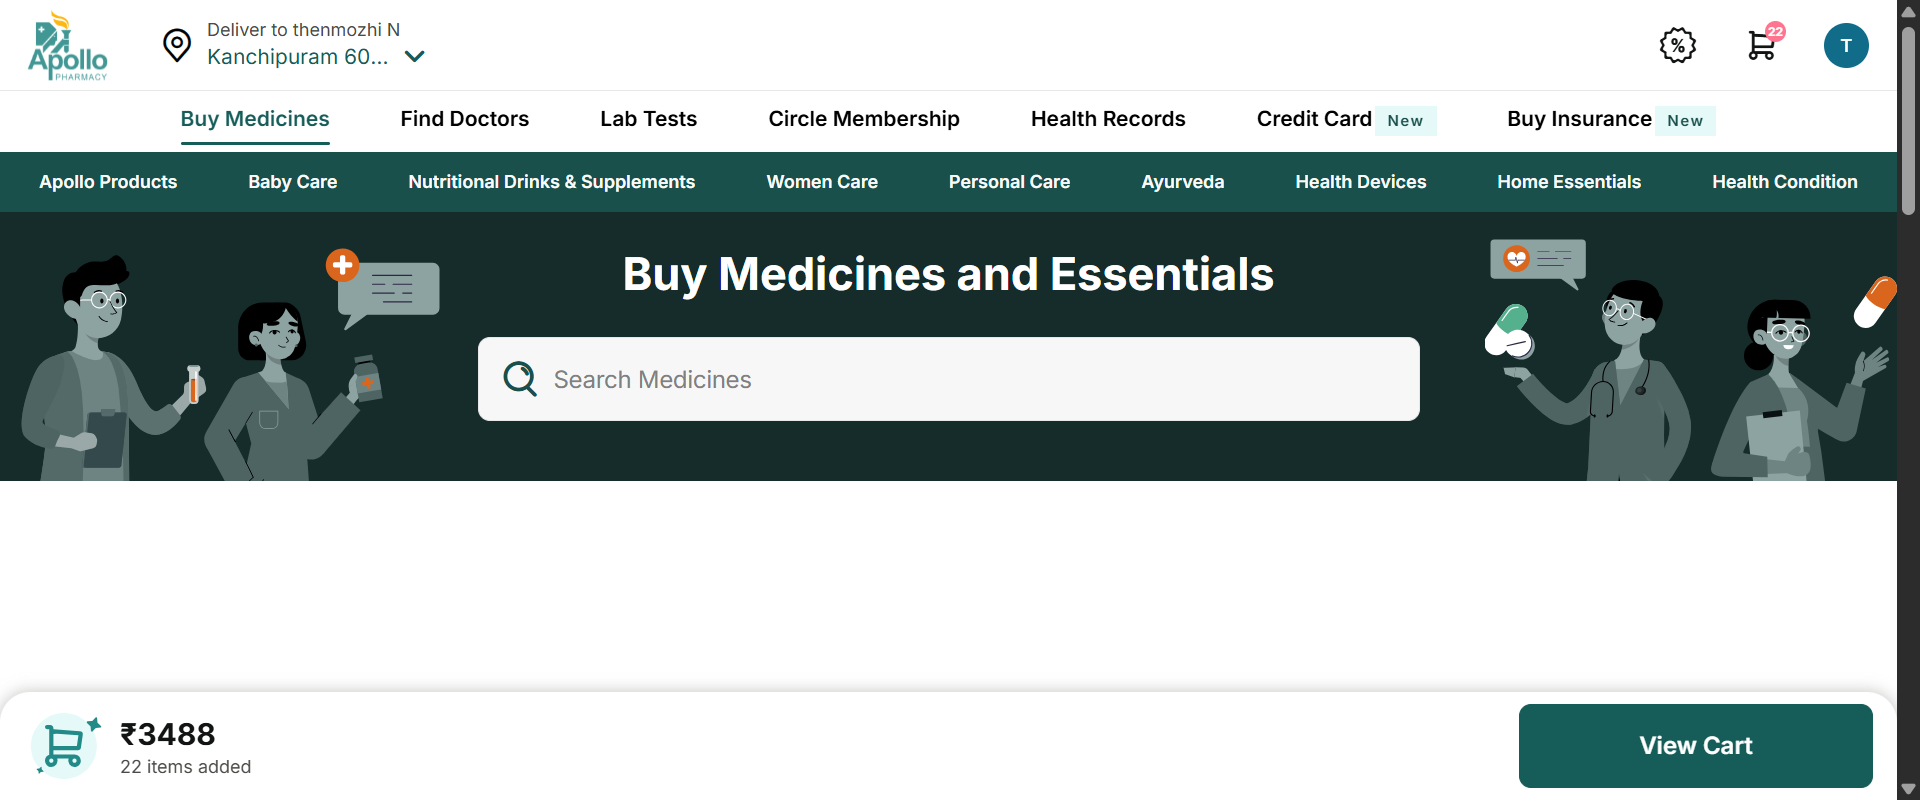 Apollo
PHARMACY
Deliver to thenmozhi N
Kanchipuram 60...
%
22
T
Buy Medicines
Find Doctors
Lab Tests
Circle Membership
Health Records
Credit Card New
Buy Insurance New
Apollo Products
Baby Care
Nutritional Drinks & Supplements
Women Care
Personal Care
Ayurveda
Health Devices
Home Essentials
Health Condition
Buy Medicines and Essentials
Search Medicines
₹3488
22 items added
View Cart